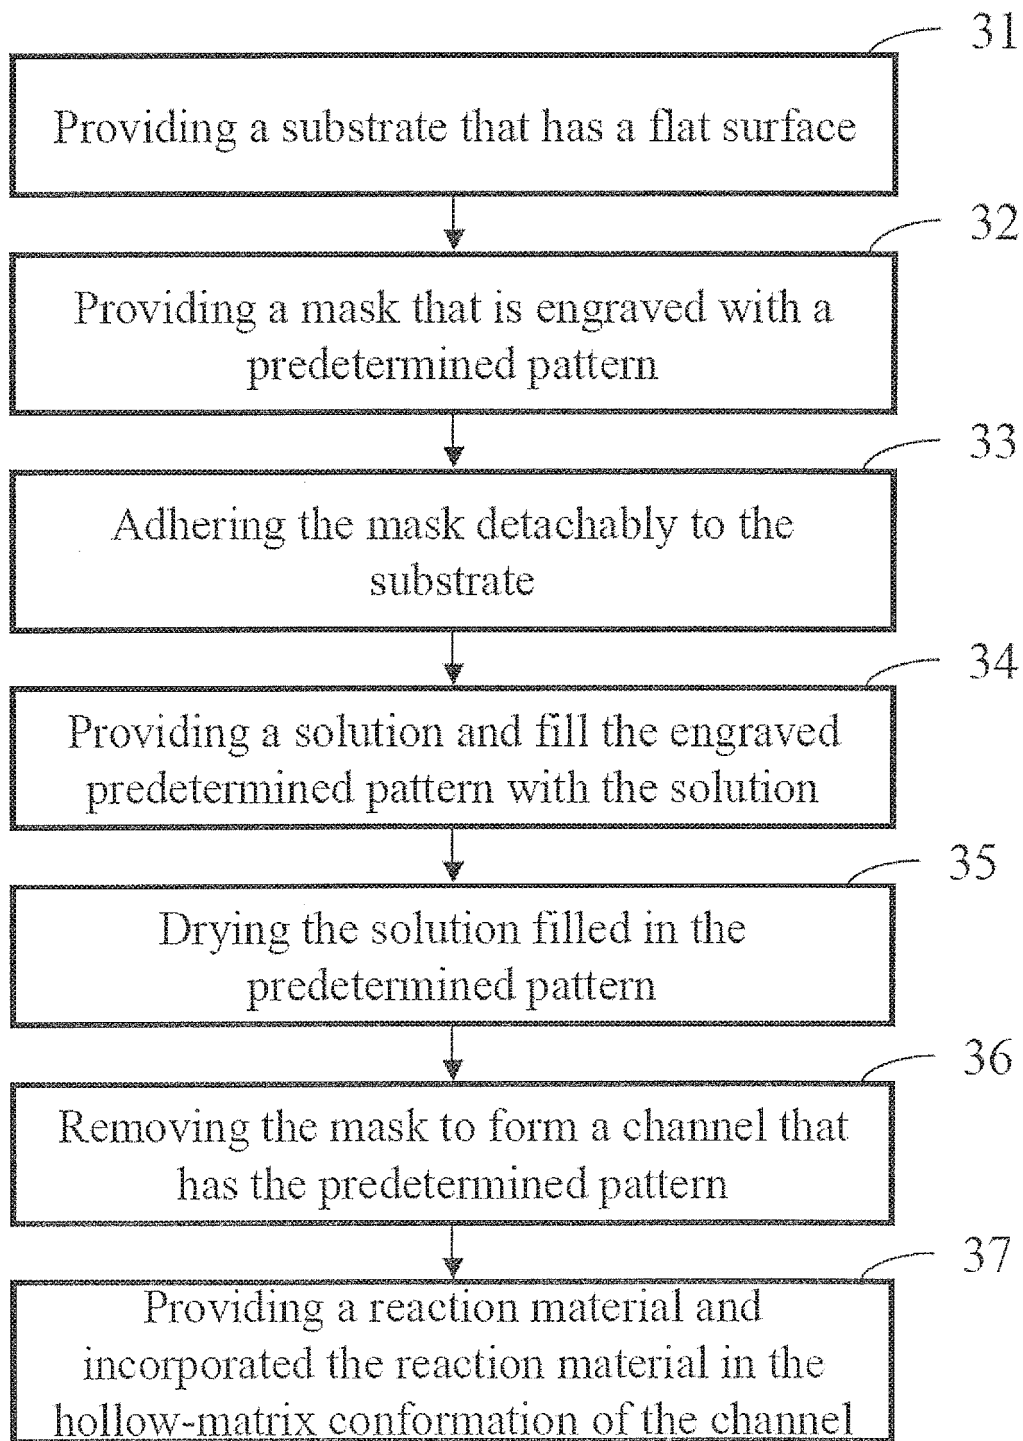 31
Providing a substrate that has a flat surface
32
Providing a mask that is engraved with a
predetermined pattern
33
Adhering the mask detachably to the
substrate
34
Providing a solution and fill the engraved
predetermined pattern with the solution
35
Drying the solution filled in the
predetermined pattern
36
Removing the mask to form a channel that
has the predetermined pattern
37
Providing a reaction material and
incorporated the reaction material in the
hollow-matrix conformation of the channel